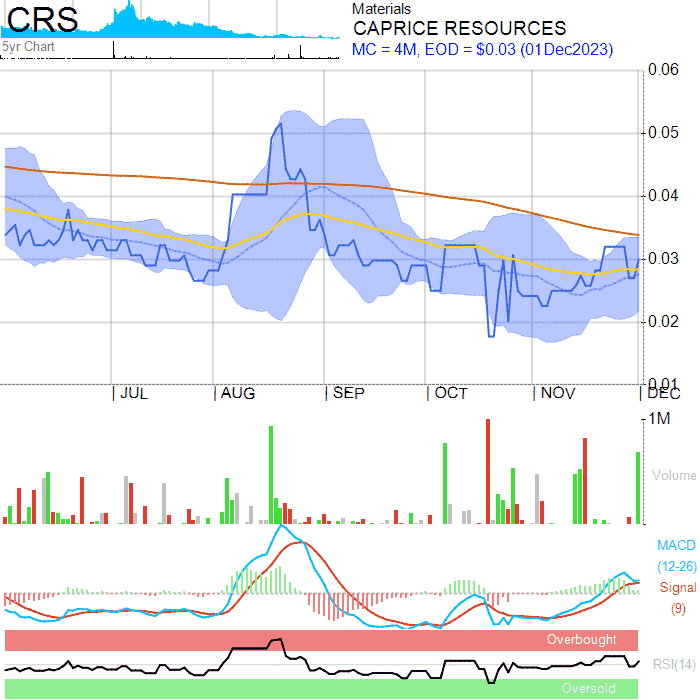 CRS
5yr Chart
Materials
CAPRICE RESOURCES
MC = 4M, EOD = $0.03 (01Dec2023)
0.06
0.05
0.04
0.03
0.02
0.01
JUL
AUG
SEP
OCT
NOV
DEC
1M
Volume
MACD
(12-26)
Signal
(9)
Overbought
RSI(14)
Oversold